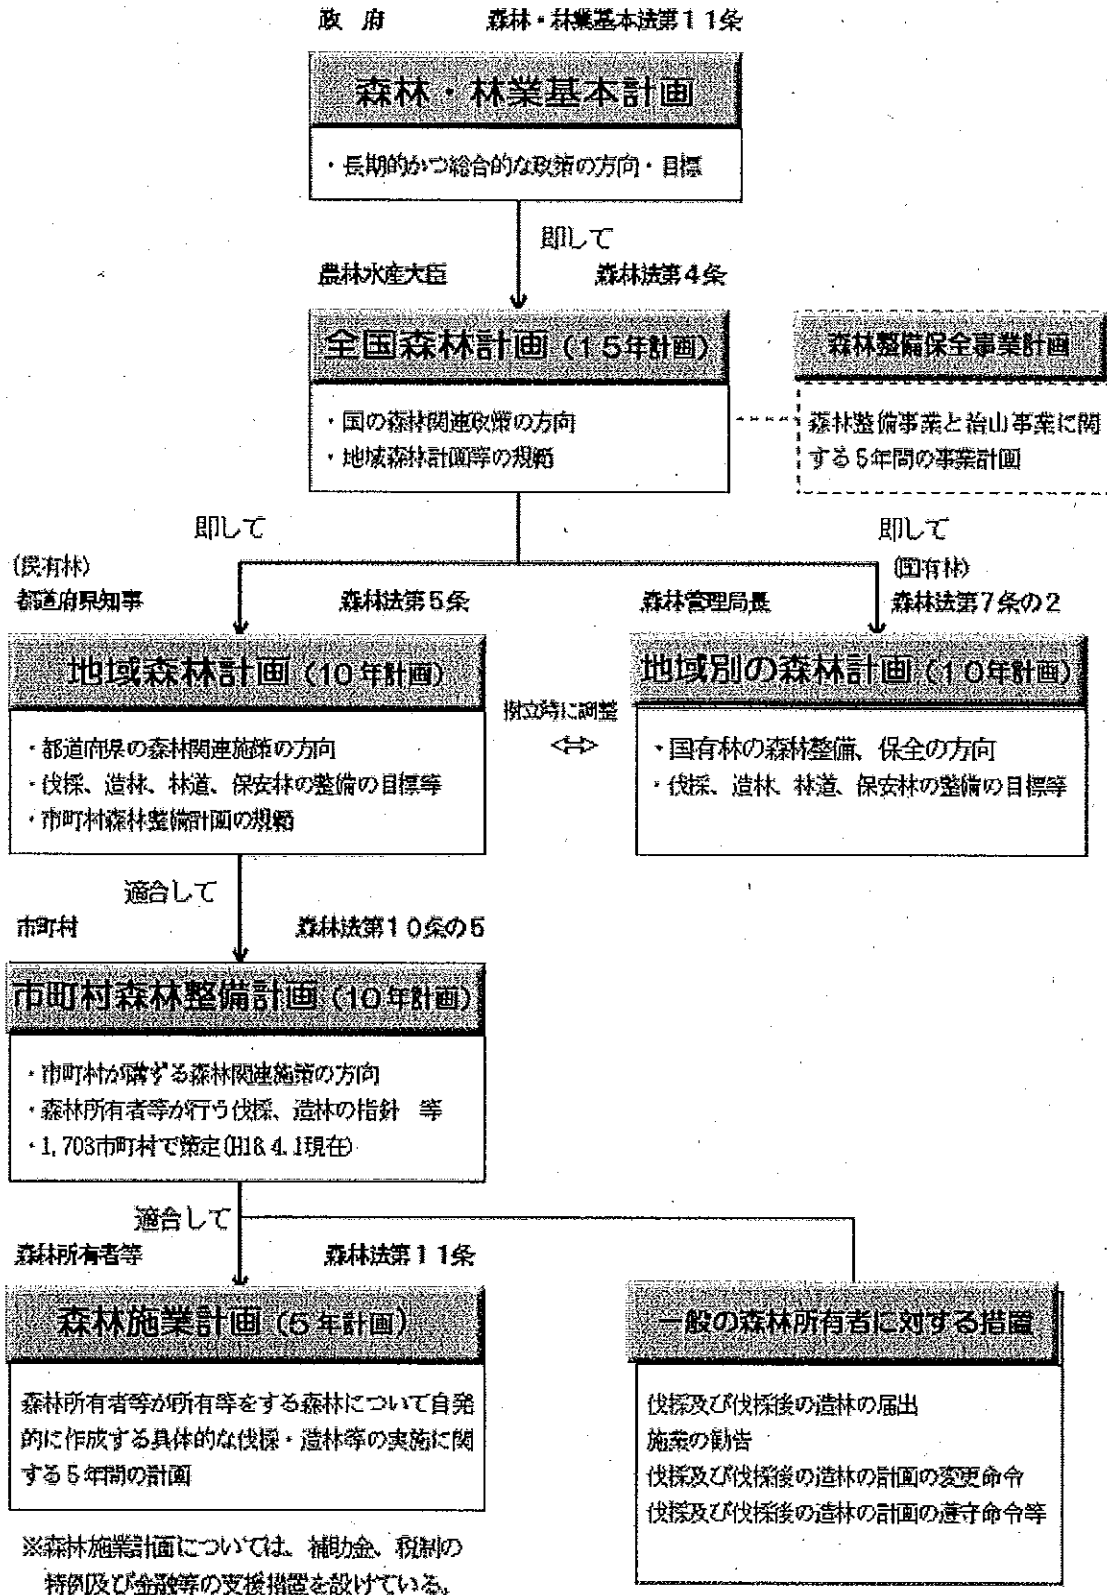 政 府 森林・林業基本法第11条
森林・林業基本計画
・長期的かつ総合的な政策の方向・目標
即して
農林水産大臣 森林法第4条
全国森林計画(15年計画)
・国の森林関連政策の方向
・地域森林計画等の規範
森林整備保全事業計画
森林整備事業と治山事業に関
する5年間の事業計画
即して
即して
(民有林)
都道府県知事 森林法第5条
(国有林)
森林管理局長 森林法第7条の2
地域森林計画(10年計画)
・都道府県の森林関連施策の方向
・伐採、造林、林道、保安林の整備の目標等
・市町村森林整備計画の規範
樹立時に調整
⇔
地域別の森林計画(10年計画)
・国有林の森林整備、保全の方向
・伐採、造林、林道、保安林の整備の目標等
適合して
市町村 森林法第10条の5
市町村森林整備計画(10年計画)
・市町村が講ずる森林関連施策の方向
・森林所有者等が行う伐採、造林の指針 等
・1,703市町村で策定(H18.4.1現在)
適合して
森林所有者等 森林法第11条
森林施業計画(5年計画)
森林所有者等が所有等をする森林について自発
的に作成する具体的な伐採・造林等の実施に関
する5年間の計画
※森林施業計画については、補助金、税制の
特例及び金融等の支援措置を設けている。
一般の森林所有者に対する措置
伐採及び伐採後の造林の届出
施業の勧告
伐採及び伐採後の造林の計画の変更命令
伐採及び伐採後の造林の計画の遵守命令等